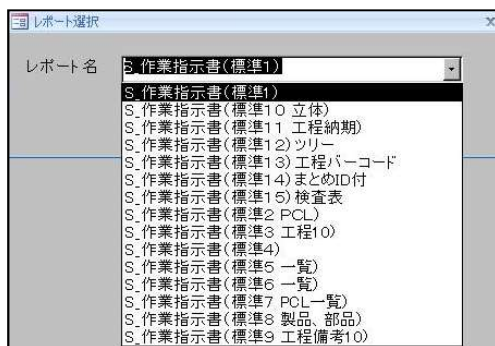 レポート選択
レポート名 S_作業指示書(標準1)
S_作業指示書(標準1)
S_作業指示書(標準10 立体)
S_作業指示書(標準11 工程納期)
S_作業指示書(標準12)ツリー
S_作業指示書(標準13)工程バーコード
S_作業指示書(標準14)まとめID付
S_作業指示書(標準15)検査表
S_作業指示書(標準2 PCL)
S_作業指示書(標準3 工程10)
S_作業指示書(標準4)
S_作業指示書(標準5 一覧)
S_作業指示書(標準6 一覧)
S_作業指示書(標準7 PCL一覧)
S_作業指示書(標準8 製品、部品)
S_作業指示書(標準9 工程備考10)